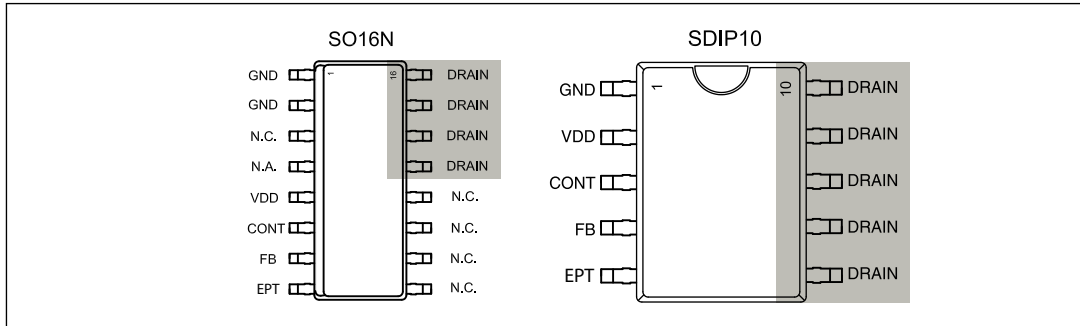 SO16N
GND 1 16 DRAIN
GND DRAIN
N.C. DRAIN
N.A. DRAIN
VDD N.C.
CONT N.C.
FB N.C.
EPT N.C.
SDIP10
GND 1 10 DRAIN
VDD DRAIN
CONT DRAIN
FB DRAIN
EPT DRAIN